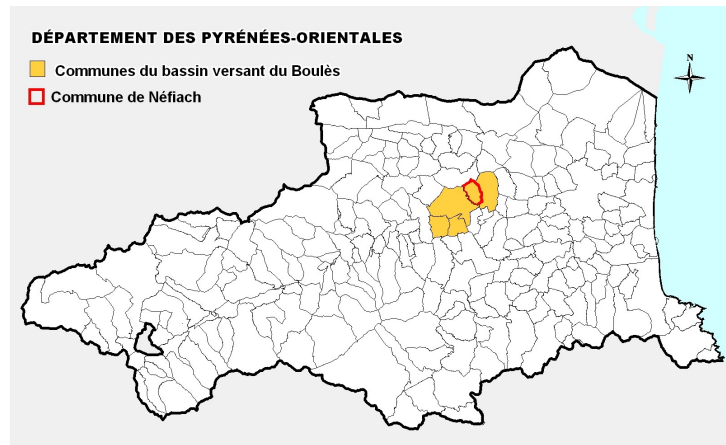 DÉPARTEMENT DES PYRÉNÉES-ORIENTALES
Communes du bassin versant du Boulès
Commune de Néfiach
N